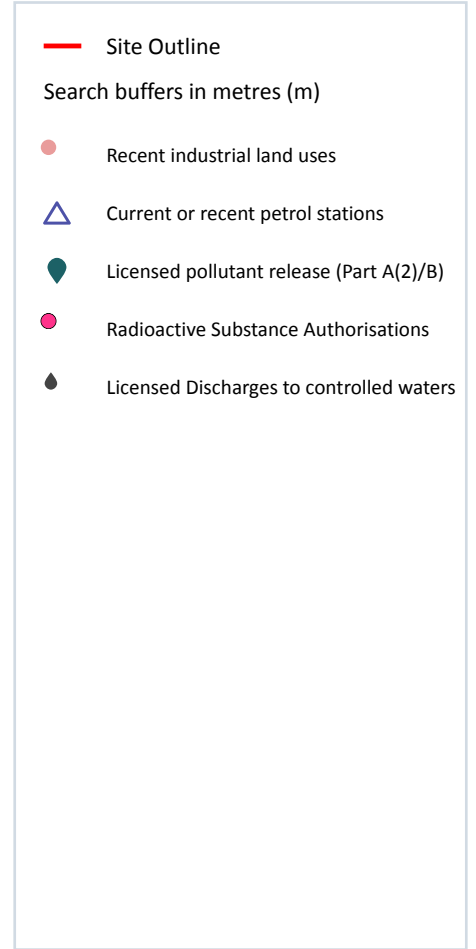 Site Outline
Search buffers in metres (m)
Recent industrial land uses
Current or recent petrol stations
Licensed pollutant release (Part A(2)/B)
Radioactive Substance Authorisations
Licensed Discharges to controlled waters